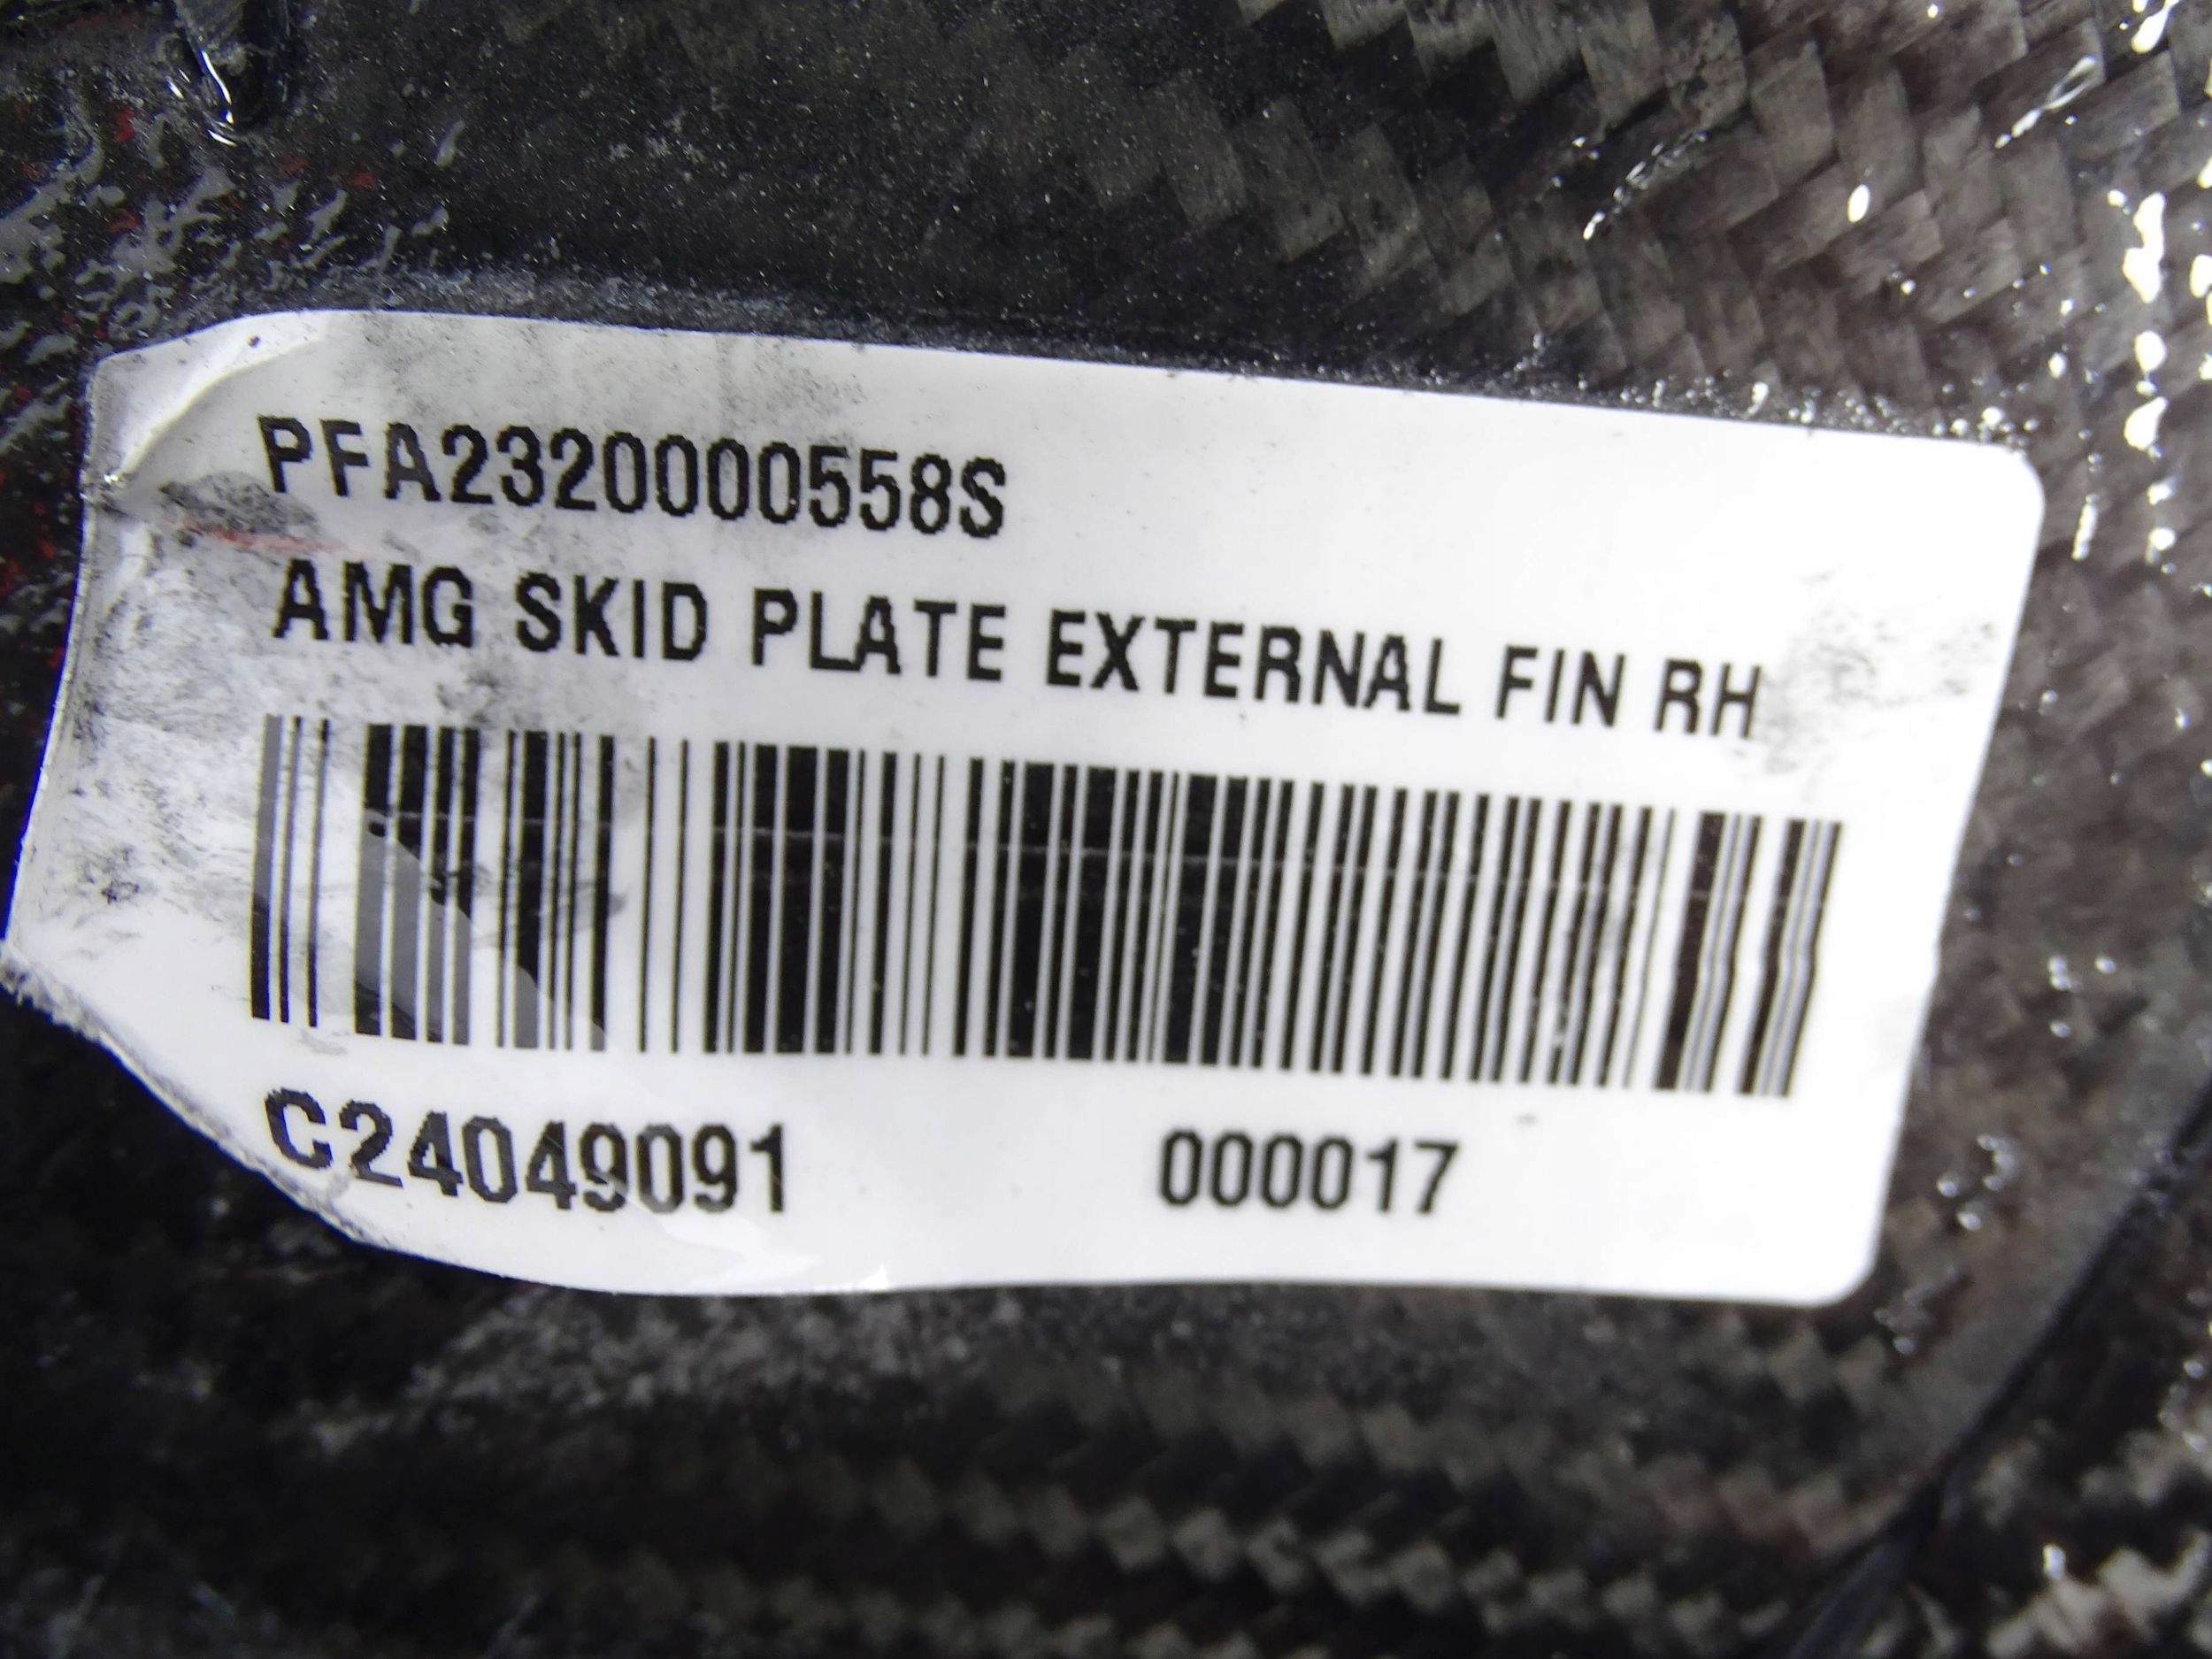 PFA2320000558S
AMG SKID PLATE EXTERNAL FIN RH
C24049091 000017